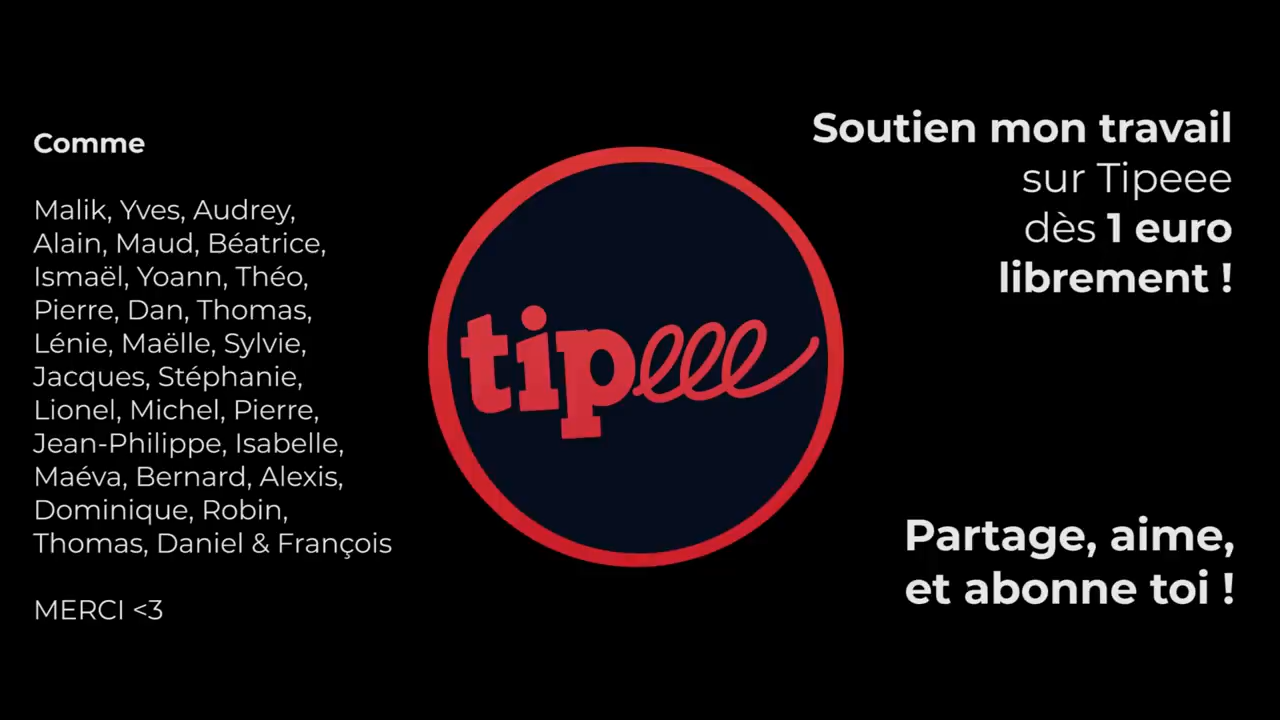 Comme
Malik, Yves, Audrey,
Alain, Maud, Béatrice,
Ismaël, Yoann, Théo,
Pierre, Dan, Thomas,
Lénie, Maëlle, Sylvie,
Jacques, Stéphanie,
Lionel, Michel, Pierre,
Jean-Philippe, Isabelle,
Maéva, Bernard, Alexis,
Dominique, Robin,
Thomas, Daniel & François
MERCI <3
tipeee
Soutien mon travail
sur Tipeee
dès 1 euro
librement !
Partage, aime,
et abonne toi !